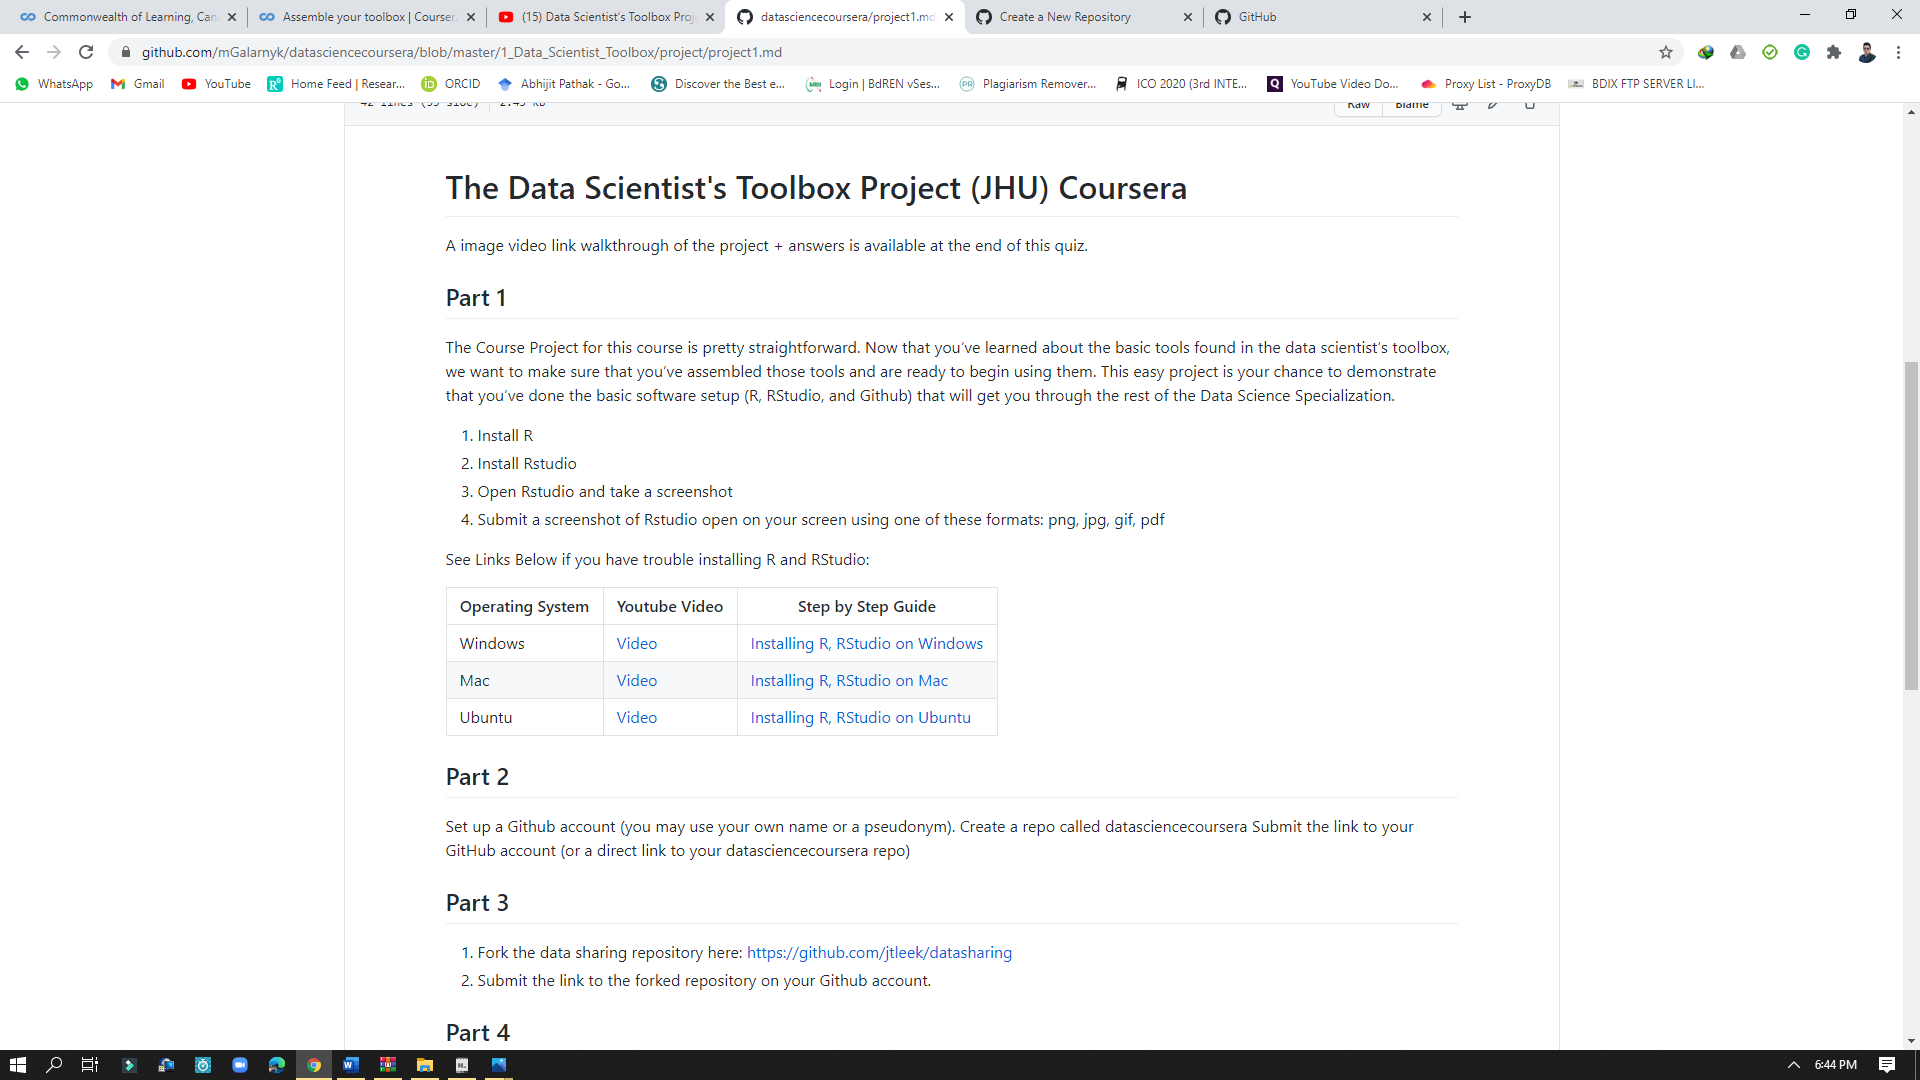 Commonwealth of Learning, Can
Assemble your toolbox | Courser
(15) Data Scientist's Toolbox Proj
datasciencecoursera/project1.md
Create a New Repository
GitHub
github.com/mGalarnyk/datasciencecoursera/blob/master/1_Data_Scientist_Toolbox/project/project1.md
WhatsApp
Gmail
YouTube
Home Feed | Resear...
ORCID
Abhijit Pathak - Go...
Discover the Best e...
Login | BdREN vSes...
Plagiarism Remover...
ICO 2020 (3rd INTE...
YouTube Video Do...
Proxy List - ProxyDB
BDIX FTP SERVER LI...
Raw
Blame
The Data Scientist's Toolbox Project (JHU) Coursera
A image video link walkthrough of the project + answers is available at the end of this quiz.
Part 1
The Course Project for this course is pretty straightforward. Now that you've learned about the basic tools found in the data scientist's toolbox,
we want to make sure that you've assembled those tools and are ready to begin using them. This easy project is your chance to demonstrate
that you've done the basic software setup (R, RStudio, and Github) that will get you through the rest of the Data Science Specialization.
1. Install R
2. Install Rstudio
3. Open Rstudio and take a screenshot
4. Submit a screenshot of Rstudio open on your screen using one of these formats: png, jpg, gif, pdf
See Links Below if you have trouble installing R and RStudio:
Operating System Youtube Video Step by Step Guide
Windows Video Installing R, RStudio on Windows
Mac Video Installing R, RStudio on Mac
Ubuntu Video Installing R, RStudio on Ubuntu
Part 2
Set up a Github account (you may use your own name or a pseudonym). Create a repo called datasciencecoursera Submit the link to your
GitHub account (or a direct link to your datasciencecoursera repo)
Part 3
1. Fork the data sharing repository here: https://github.com/jtleek/datasharing
2. Submit the link to the forked repository on your Github account.
Part 4
6:44 PM